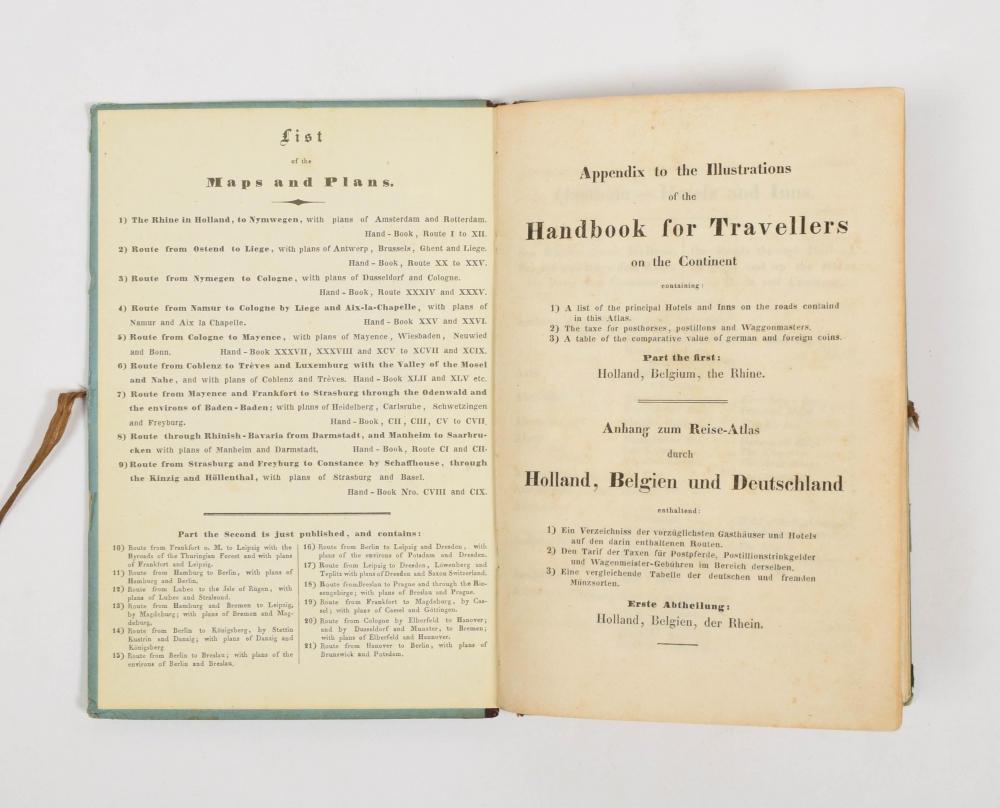 List
of the
Maps and Plans.
1) The Rhine in Holland, to Nymwegen, with plans of Amsterdam and Rotterdam.
Hand-Book, Route I to XII.
2) Route from Ostend to Liege, with plans of Antwerp, Brussels, Ghent and Liege.
Hand-Book, Route XX to XXV.
3) Route from Nymegen to Cologne, with plans of Dusseldorf and Cologne.
Hand-Book, Route XXXIV and XXXV.
4) Route from Namur to Cologne by Liege and Aix-la-Chapelle, with plans of
Namur and Aix la Chapelle. Hand-Book XXV and XXVI.
5) Route from Cologne to Mayence, with plans of Mayence, Wiesbaden, Neuwied
and Bonn. Hand-Book XXXVII, XXXVIII and XCV to XCVII and XCIX.
6) Route from Coblenz to Trèves and Luxemburg with the Valley of the Mosel
and Nahe, and with plans of Coblenz and Trèves. Hand-Book XLII and XLV etc.
7) Route from Mayence and Frankfort to Strasburg through the Odenwald and
the environs of Baden-Baden; with plans of Heidelberg, Carlsruhe, Schwetzingen
and Freyburg. Hand-Book, CII, CIII, CV to CVII.
8) Route through Rhinish-Bavaria from Darmstadt, and Manheim to Saarbru-
cken with plans of Manheim and Darmstadt. Hand-Book, Route CI and CII.
9) Route from Strasburg and Freyburg to Constance by Schaffhouse, through
the Kinzig and Höllenthal, with plans of Strasburg and Basel.
Hand-Book Nro. CVIII and CIX.
Part the Second is just published, and contains:
10) Route from Frankfort o. M. to Leipzig with the
Byroads of the Thuringian Forest and with plans
of Frankfort and Leipzig.
11) Route from Hamburg to Berlin, with plans of
Hamburg and Berlin.
12) Route from Lubec to the Isle of Rügen, with
plans of Lubec and Stralsund.
13) Route from Hamburg and Bremen to Leipzig,
by Magdeburg; with plans of Bremen and Mag-
deburg.
14) Route from Berlin to Königsberg, by Stettin
Kustrin and Danzig; with plans of Danzig and
Königsberg
15) Route from Berlin to Breslau; with plans of the
environs of Berlin and Breslau.
16) Route from Berlin to Leipzig and Dresden, with
plans of the environs of Potsdam and Dresden.
17) Route from Leipzig to Dresden, Löwenberg and
Teplitz with plans of Dresden and Saxon Switzerland.
18) Route from Breslau to Prague and through the Rie-
sengebirge; with plans of Breslau and Prague.
19) Route from Frankfort to Magdeburg, by Cas-
sel; with plans of Cassel and Göttingen.
20) Route from Cologne by Elberfeld to Hanover;
and by Dusseldorf and Munster, to Bremen;
with plans of Elberfeld and Hannover.
21) Route from Hanover to Berlin, with plans of
Brunswick and Potsdam.
Appendix to the Illustrations
of the
Handbook for Travellers
on the Continent
containing:
1) A list of the principal Hotels and Inns on the roads containd
in this Atlas.
2) The taxe for posthorses, postillons and Waggonmasters.
3) A table of the comparative value of german and foreign coins.
Part the first:
Holland, Belgium, the Rhine.
Anhang zum Reise-Atlas
durch
Holland, Belgien und Deutschland
enthaltend:
1) Ein Verzeichniss der vorzüglichsten Gasthäuser und Hotels
auf den darin enthaltenen Routen.
2) Den Tarif der Taxen für Postpferde, Postillionstrinkgelder
und Wagenmeister-Gebühren im Bereich derselben.
3) Eine vergleichende Tabelle der deutschen und fremden
Münzsorten.
Erste Abtheilung:
Holland, Belgien, der Rhein.